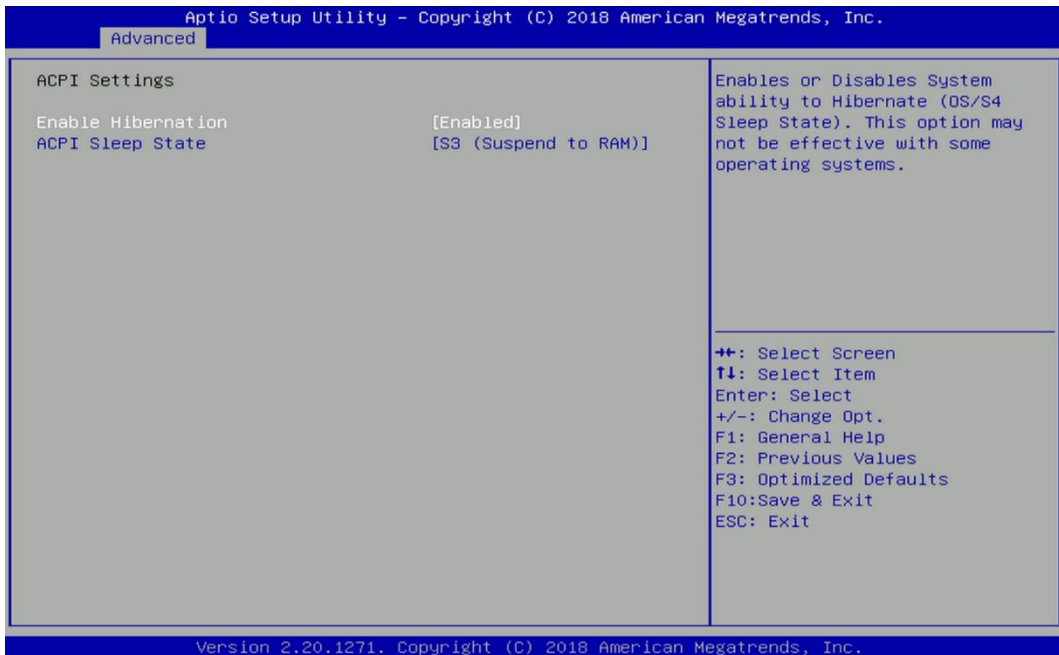 Aptio Setup Utility – Copyright (C) 2018 American Megatrends, Inc.
Advanced
ACPI Settings
Enable Hibernation [Enabled]
ACPI Sleep State [S3 (Suspend to RAM)]
Enables or Disables System
ability to Hibernate (OS/S4
Sleep State). This option may
not be effective with some
operating systems.
→←: Select Screen
↑↓: Select Item
Enter: Select
+/-: Change Opt.
F1: General Help
F2: Previous Values
F3: Optimized Defaults
F10:Save & Exit
ESC: Exit
Version 2.20.1271. Copyright (C) 2018 American Megatrends, Inc.